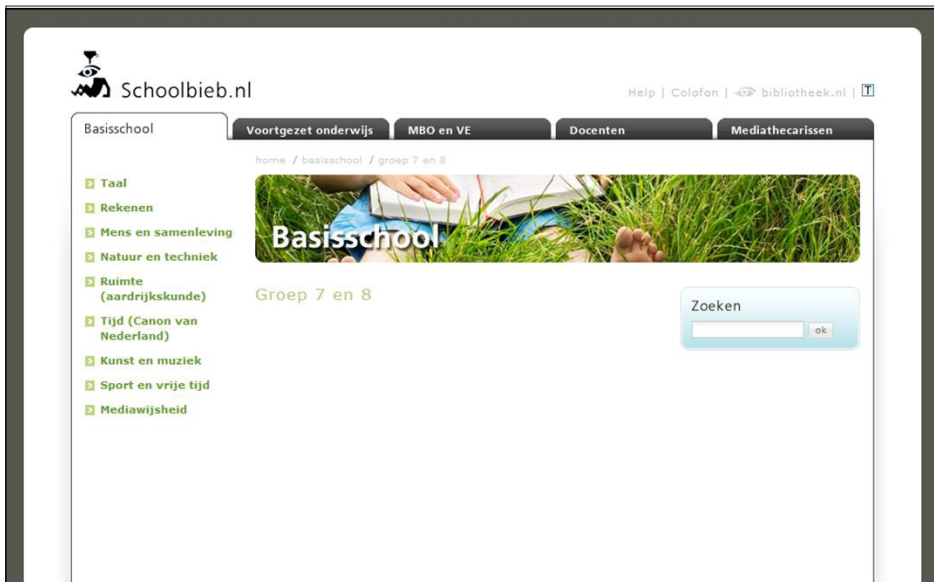 Schoolbieb.nl
Help | Colofon | bibliotheek.nl | T
Basisschool
Voortgezet onderwijs
MBO en VE
Docenten
Mediathecarissen
home / basisschool / groep 7 en 8
Taal
Rekenen
Mens en samenleving
Natuur en techniek
Ruimte
(aardrijkskunde)
Tijd (Canon van
Nederland)
Kunst en muziek
Sport en vrije tijd
Mediawijsheid
Basisschool
Groep 7 en 8
Zoeken
ok